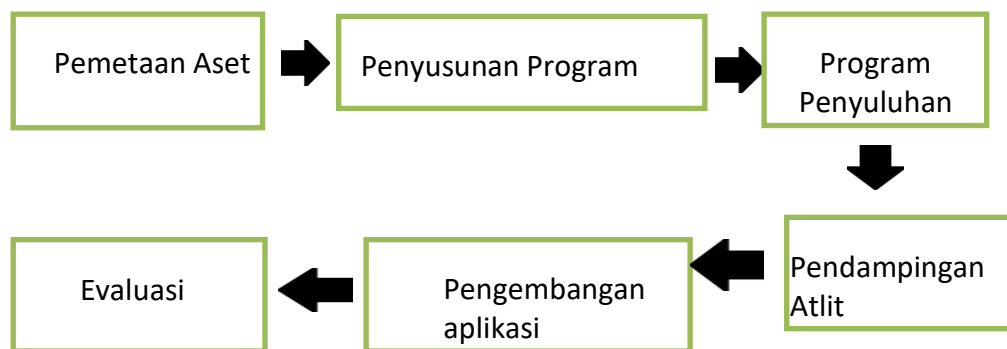 Pemetaan Aset
Penyusunan Program
Program
Penyuluhan
Pendampingan
Atlit
Pengembangan
aplikasi
Evaluasi